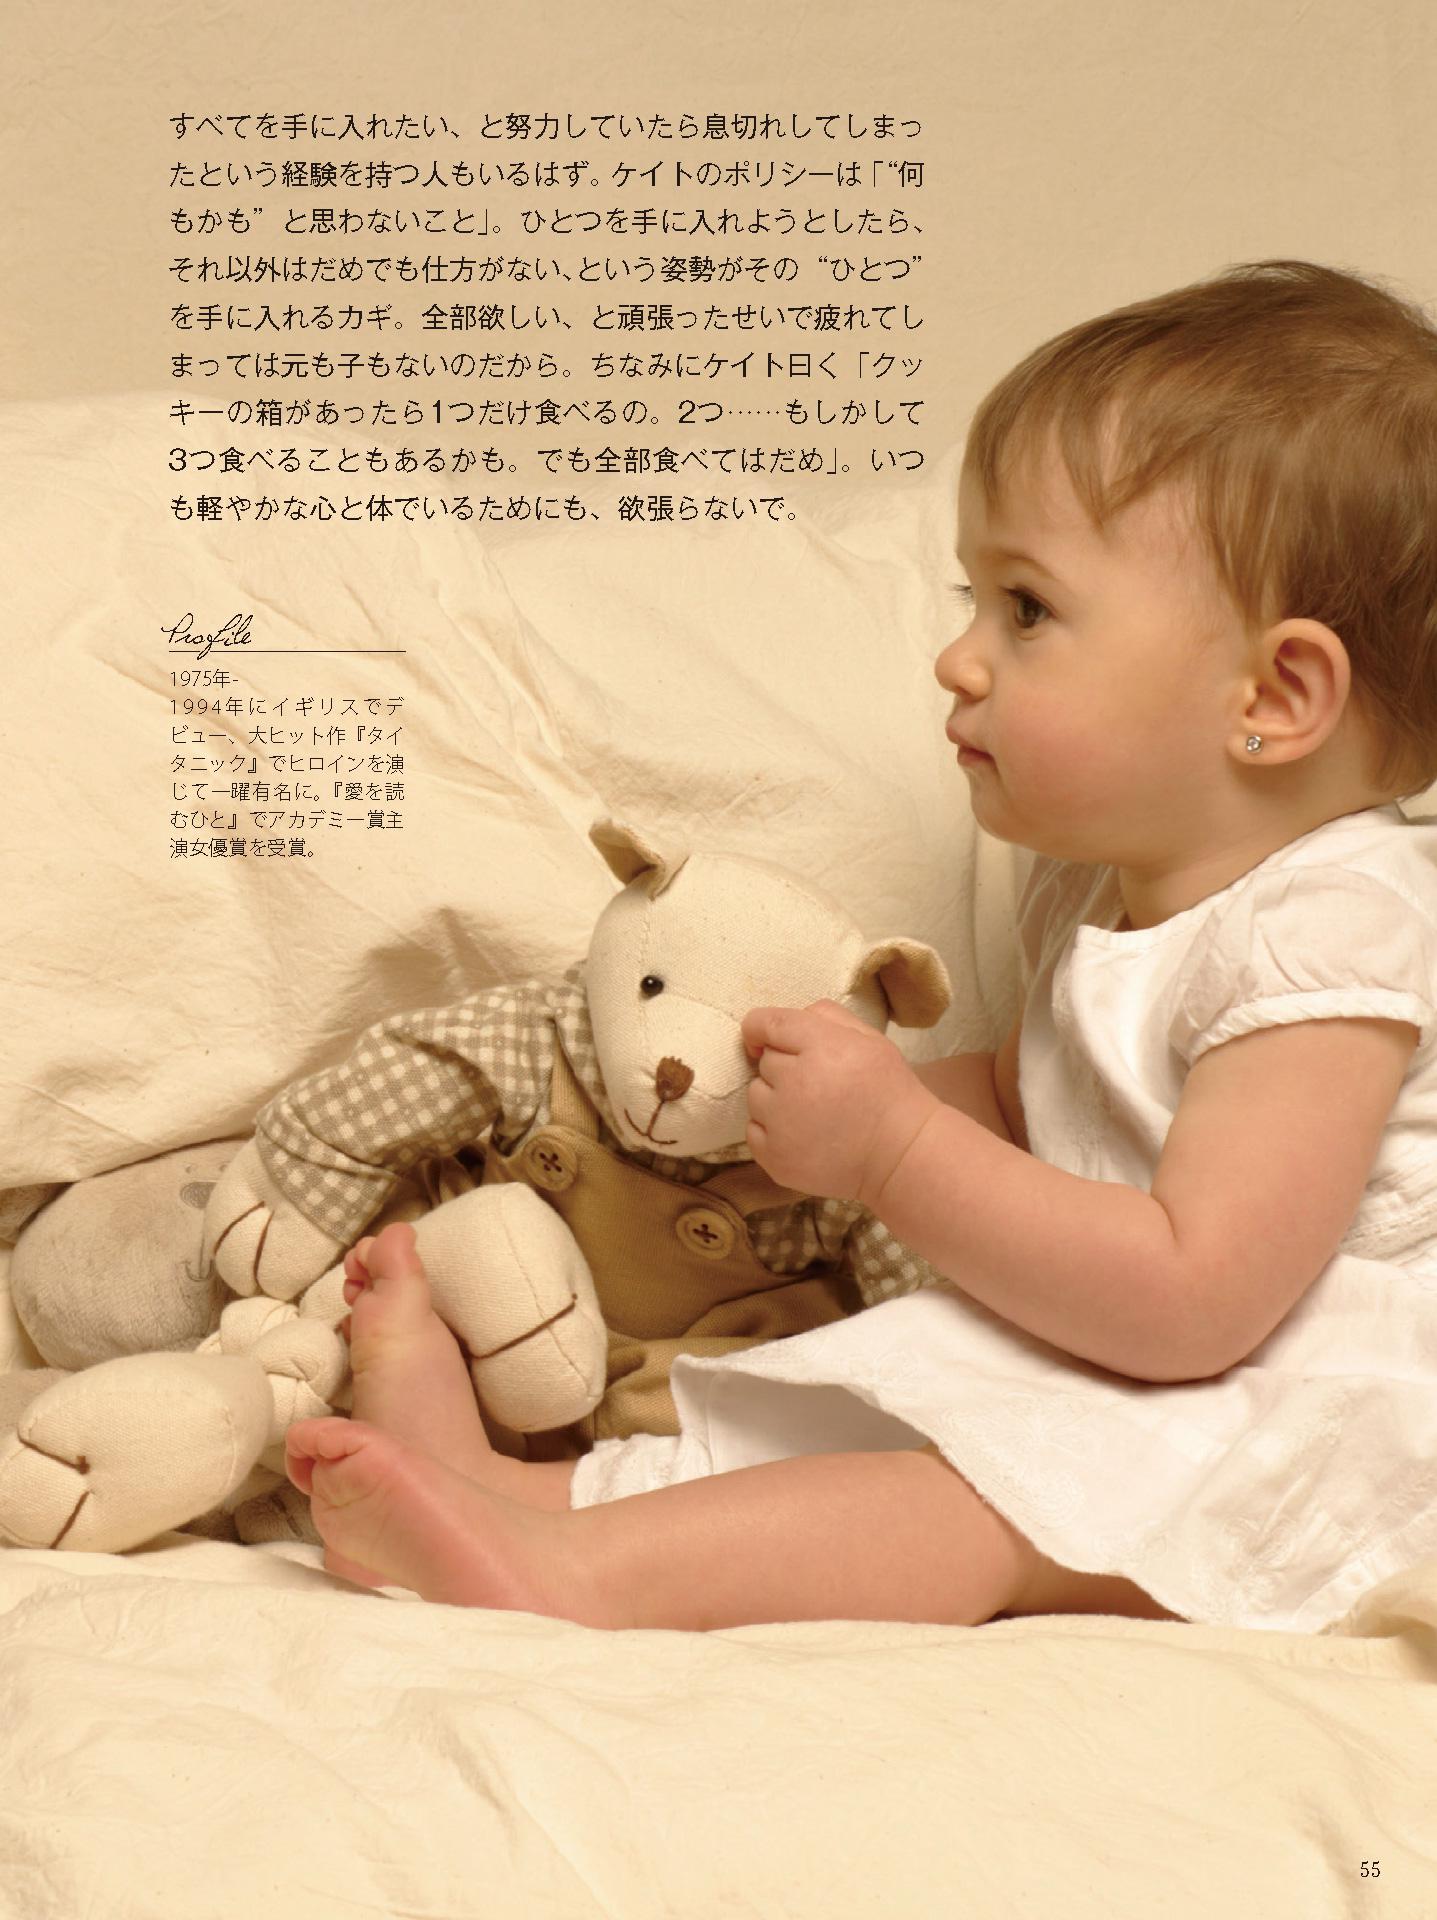 すべてを手に入れたい、と努力していたら息切れしてしまっ
たという経験を持つ人もいるはず。ケイトのポリシーは「“何
もかも”と思わないこと」。ひとつを手に入れようとしたら、
それ以外はだめでも仕方がない、という姿勢がその“ひとつ”
を手に入れるカギ。全部欲しい、と頑張ったせいで疲れてし
まっては元も子もないのだから。ちなみにケイト曰く「クッ
キーの箱があったら1つだけ食べるの。2つ……もしかして
3つ食べることもあるかも。でも全部食べてはだめ」。いつ
も軽やかな心と体でいるためにも、欲張らないで。
Profile
1975年-
1994年にイギリスでデ
ビュー、大ヒット作『タイ
タニック』でヒロインを演
じて一躍有名に。『愛を読
むひと』でアカデミー賞主
演女優賞を受賞。
55